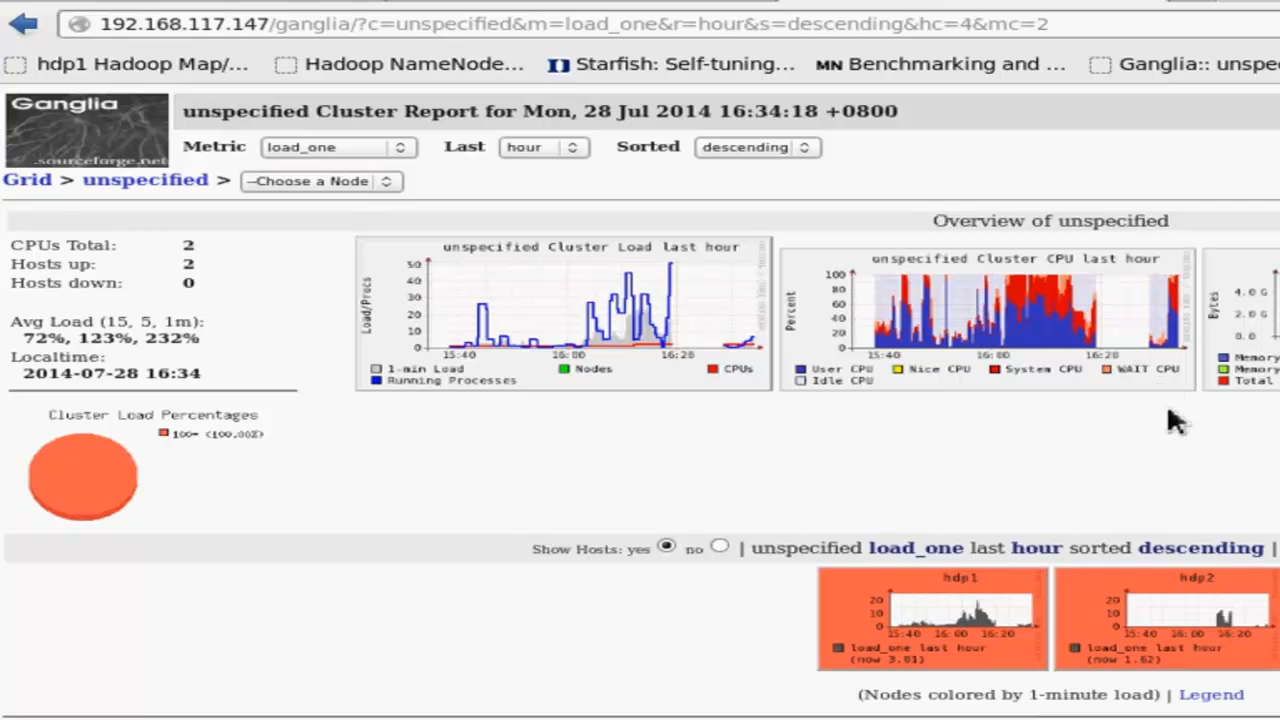 192.168.117.147/ganglia/?c=unspecified&m=load_one&r=hour&s=descending&hc=4&mc=2
hdp1 Hadoop Map/... Hadoop NameNode... Starfish: Self-tuning... MN Benchmarking and ... Ganglia:: unspe
Ganglia
.sourceforge.net
unspecified Cluster Report for Mon, 28 Jul 2014 16:34:18 +0800
Metric load_one Last hour Sorted descending
Grid > unspecified > --Choose a Node
Overview of unspecified
CPUs Total: 2
Hosts up: 2
Hosts down: 0
Avg Load (15, 5, 1m):
72%, 123%, 232%
Localtime:
2014-07-28 16:34
Cluster Load Percentages
100+ (100.00%)
unspecified Cluster Load last hour
Load/Procs
50
40
30
20
10
0
15:40 16:00 16:20
1-min Load Nodes CPUs
Running Processes
unspecified Cluster CPU last hour
Percent
100
80
60
40
20
0
15:40 16:00 16:20
User CPU Nice CPU System CPU WAIT CPU
Idle CPU
Bytes
4.0 G
2.0 G
0.0
Memory
Memory
Total
Show Hosts: yes no | unspecified load_one last hour sorted descending |
hdp1
20
10
0
15:40 16:00 16:20
load_one last hour
(now 3.01)
hdp2
20
10
0
15:40 16:00 16:20
load_one last hour
(now 1.62)
(Nodes colored by 1-minute load) | Legend